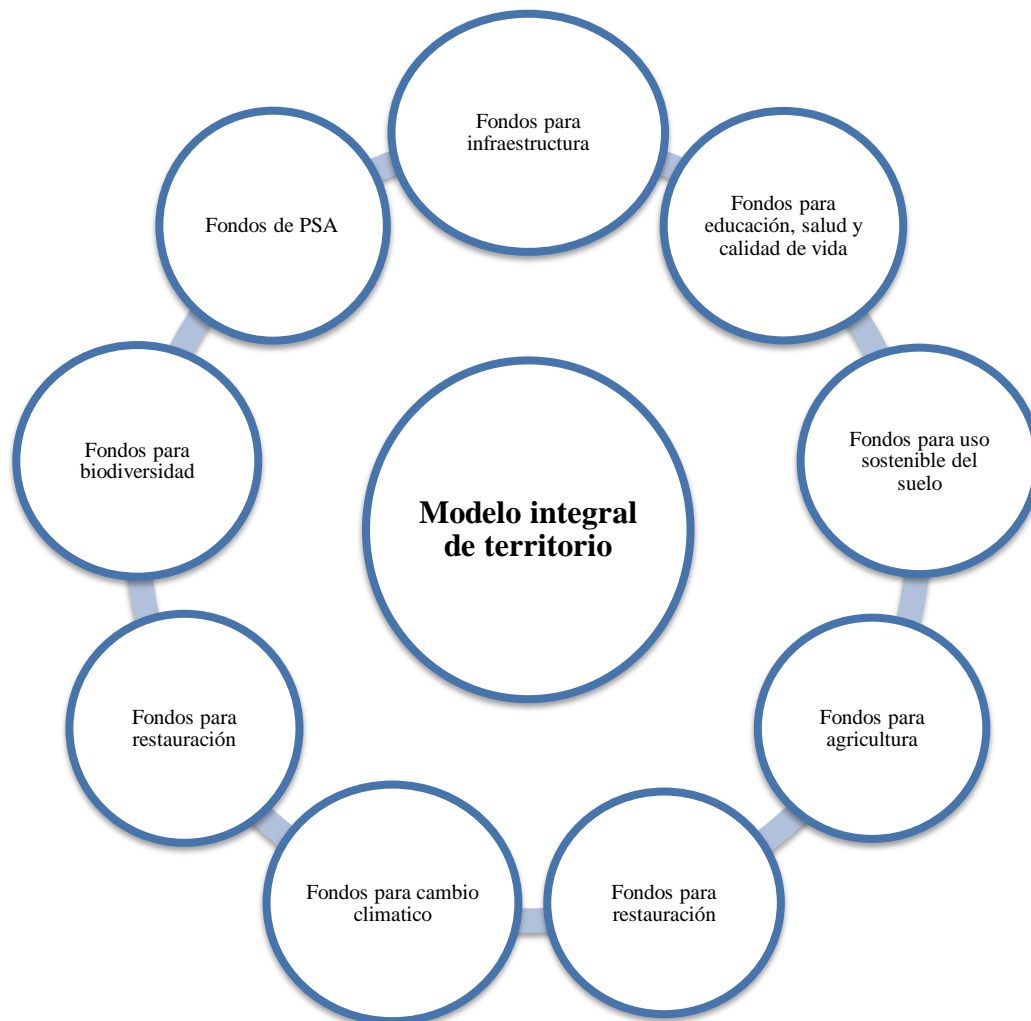 Fondos para
infraestructura
Fondos para
educación, salud y
calidad de vida
Fondos de PSA
Fondos para uso
sostenible del
suelo
Fondos para
biodiversidad
Modelo integral
de territorio
Fondos para
agricultura
Fondos para
restauración
Fondos para cambio
climatico
Fondos para
restauración